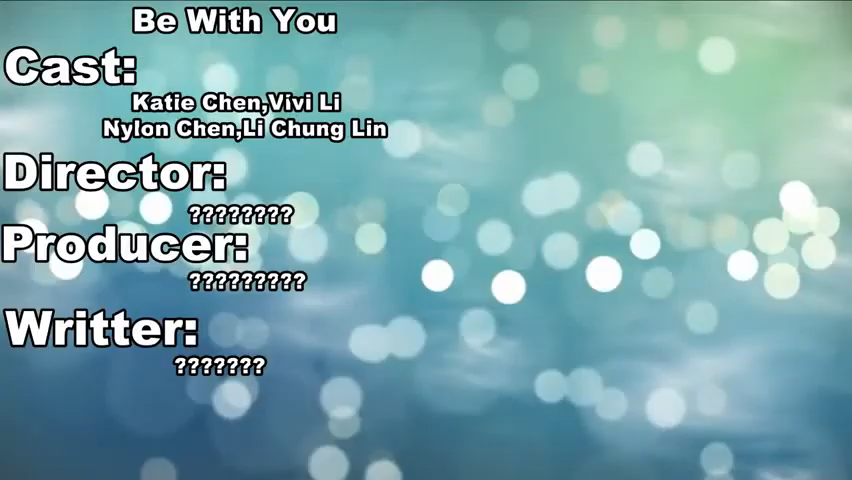 Be With You
Cast:
Katie Chen,Vivi Li
Nylon Chen,Li Chung Lin
Director:
????????
Producer:
?????????
Writter:
???????